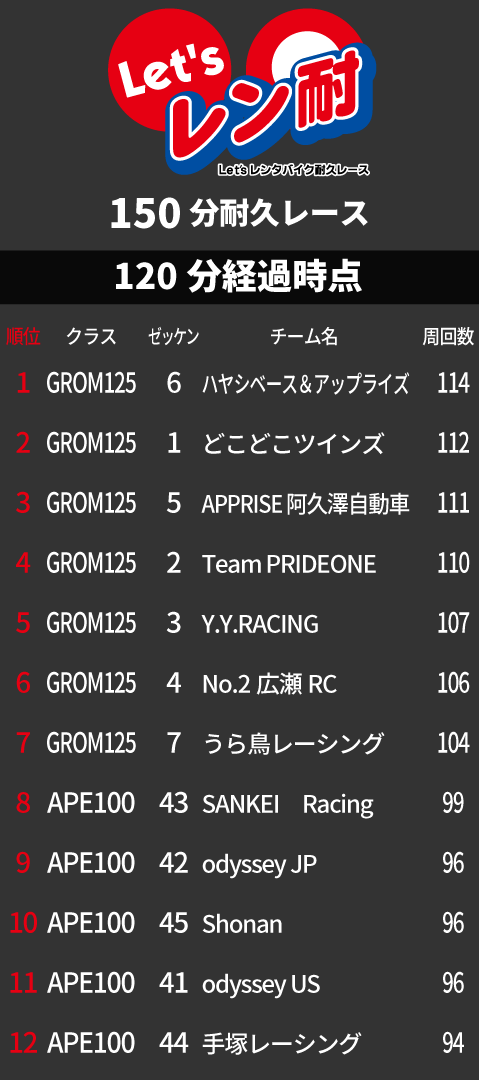 Let's
レン耐
Let's レンタバイク耐久レース
150 分耐久レース
120 分経過時点
順位 クラス ゼッケン チーム名 周回数
1 GROM125 6 ハヤシベース＆アップライズ 114
2 GROM125 1 どこどこツインズ 112
3 GROM125 5 APPRISE 阿久澤自動車 111
4 GROM125 2 Team PRIDEONE 110
5 GROM125 3 Y.Y.RACING 107
6 GROM125 4 No.2 広瀬 RC 106
7 GROM125 7 うら鳥レーシング 104
8 APE100 43 SANKEI　Racing 99
9 APE100 42 odyssey JP 96
10 APE100 45 Shonan 96
11 APE100 41 odyssey US 96
12 APE100 44 手塚レーシング 94